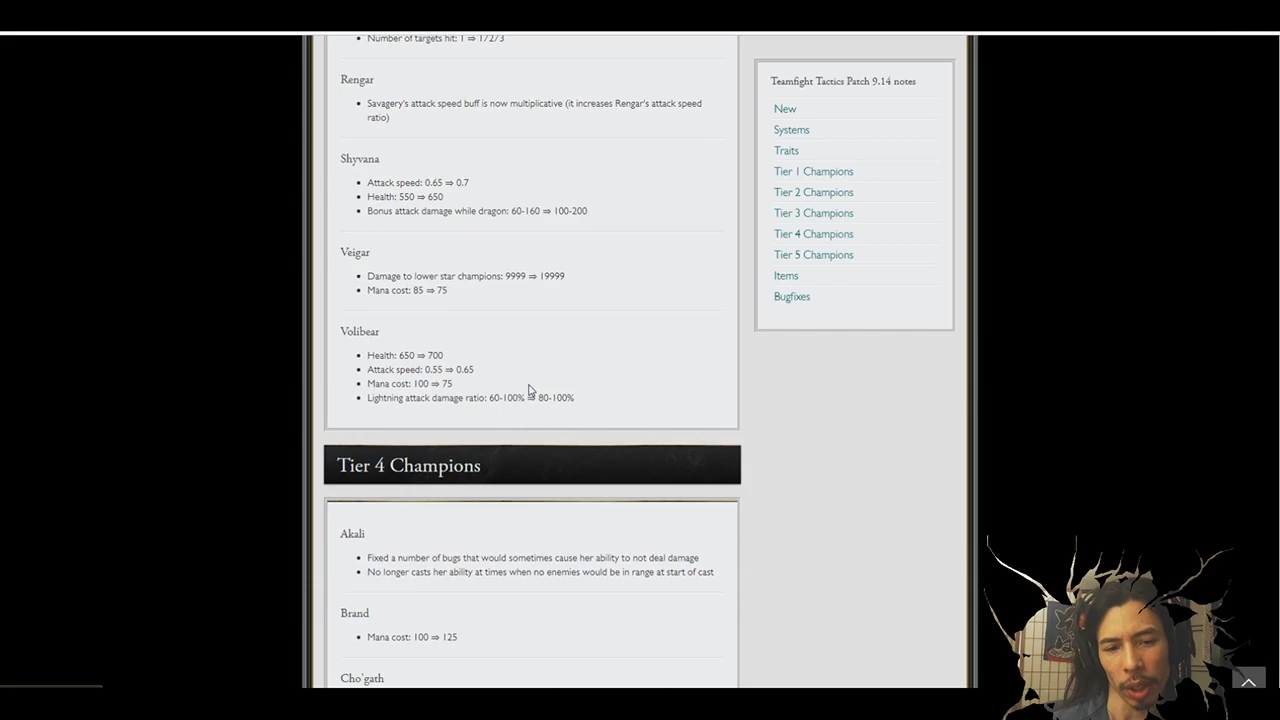 Number of targets hit: 1 ⇒ 1/2/3
Rengar
Savagery's attack speed buff is now multiplicative (it increases Rengar's attack speed
ratio)
Shyvana
Attack speed: 0.65 ⇒ 0.7
Health: 550 ⇒ 650
Bonus attack damage while dragon: 60-160 ⇒ 100-200
Veigar
Damage to lower star champions: 9999 ⇒ 19999
Mana cost: 85 ⇒ 75
Volibear
Health: 650 ⇒ 700
Attack speed: 0.55 ⇒ 0.65
Mana cost: 100 ⇒ 75
Lightning attack damage ratio: 60-100% ⇒ 80-100%
Tier 4 Champions
Akali
Fixed a number of bugs that would sometimes cause her ability to not deal damage
No longer casts her ability at times when no enemies would be in range at start of cast
Brand
Mana cost: 100 ⇒ 125
Cho'gath
Teamfight Tactics Patch 9.14 notes
New
Systems
Traits
Tier 1 Champions
Tier 2 Champions
Tier 3 Champions
Tier 4 Champions
Tier 5 Champions
Items
Bugfixes